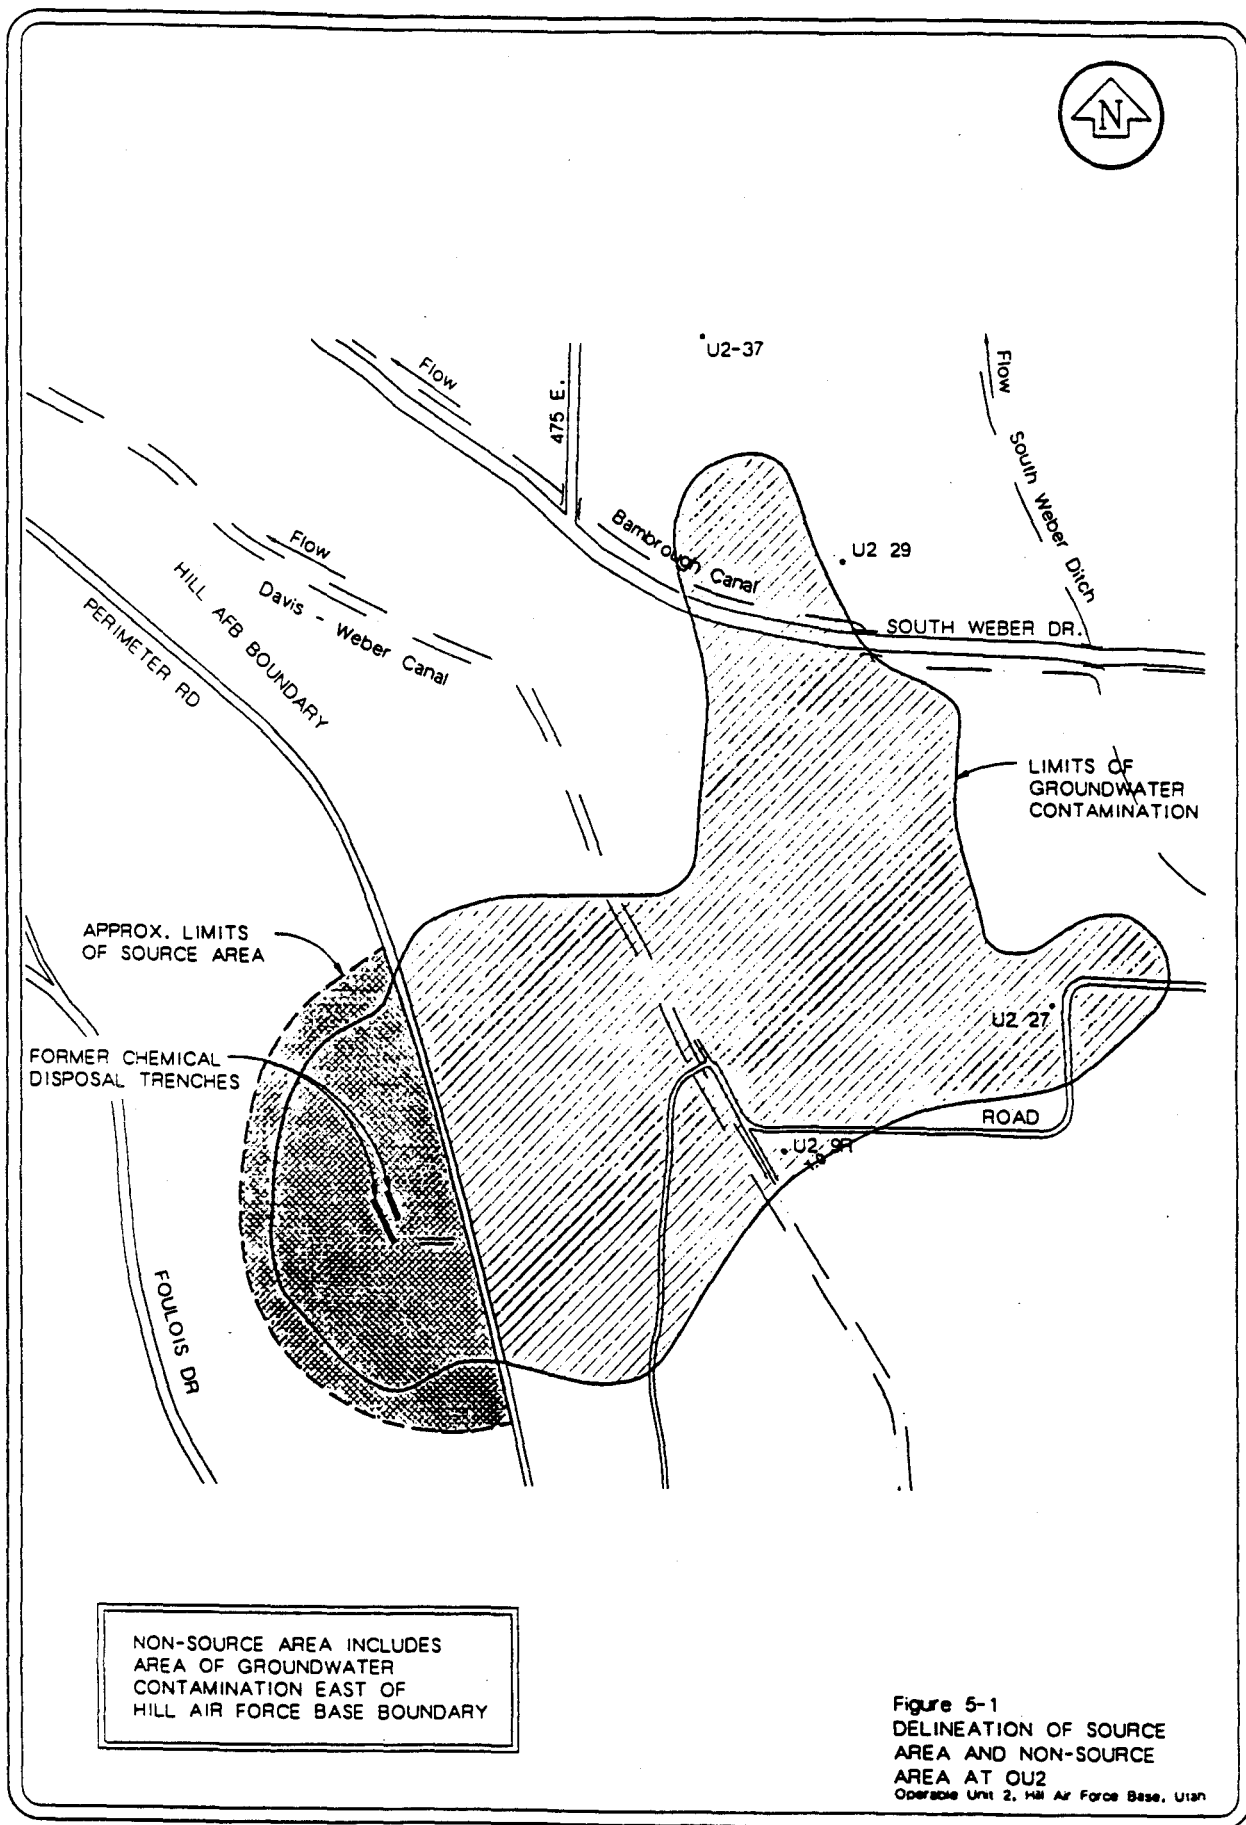 N
U2-37
Flow
Flow
475 E.
South Weber Ditch
Bambrough Canal
U2 29
Flow
Davis - Weber Canal
HILL AFB BOUNDARY
PERIMETER RD
SOUTH WEBER DR.
LIMITS OF
GROUNDWATER
CONTAMINATION
APPROX. LIMITS
OF SOURCE AREA
U2 27
FORMER CHEMICAL
DISPOSAL TRENCHES
ROAD
U2 9R
FOULOIS DR
NON-SOURCE AREA INCLUDES
AREA OF GROUNDWATER
CONTAMINATION EAST OF
HILL AIR FORCE BASE BOUNDARY
Figure 5-1
DELINEATION OF SOURCE
AREA AND NON-SOURCE
AREA AT OU2
Operable Unit 2, Hill Air Force Base, Utah